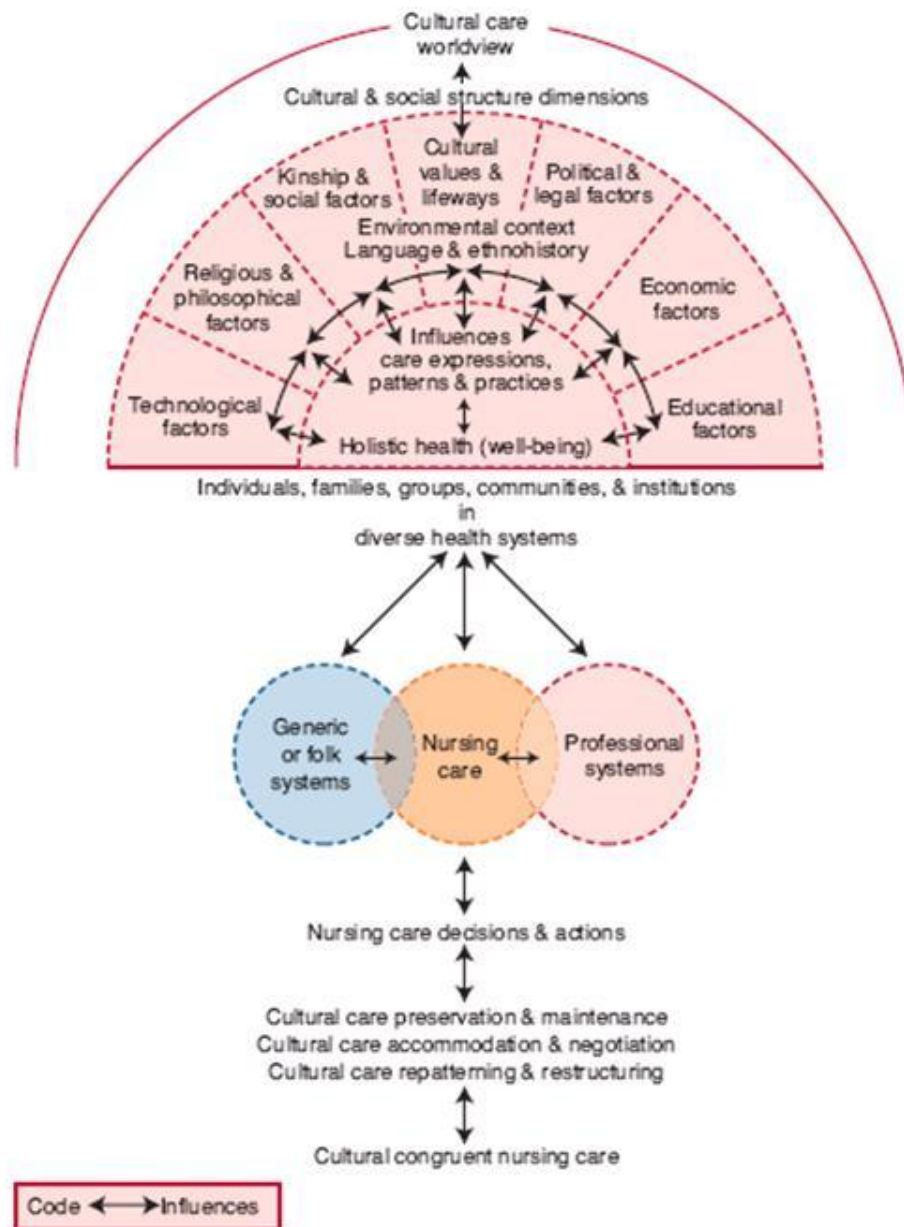 Cultural care
worldview
Cultural & social structure dimensions
Cultural
values &
lifeways
Kinship &
social factors
Political &
legal factors
Environmental context
Language & ethnohistory
Religious &
philosophical
factors
Economic
factors
Influences
care expressions,
patterns & practices
Technological
factors
Educational
factors
Holistic health (well-being)
Individuals, families, groups, communities, & institutions
in
diverse health systems
Generic
or folk
systems
Nursing
care
Professional
systems
Nursing care decisions & actions
Cultural care preservation & maintenance
Cultural care accommodation & negotiation
Cultural care repatterning & restructuring
Cultural congruent nursing care
Code Influences